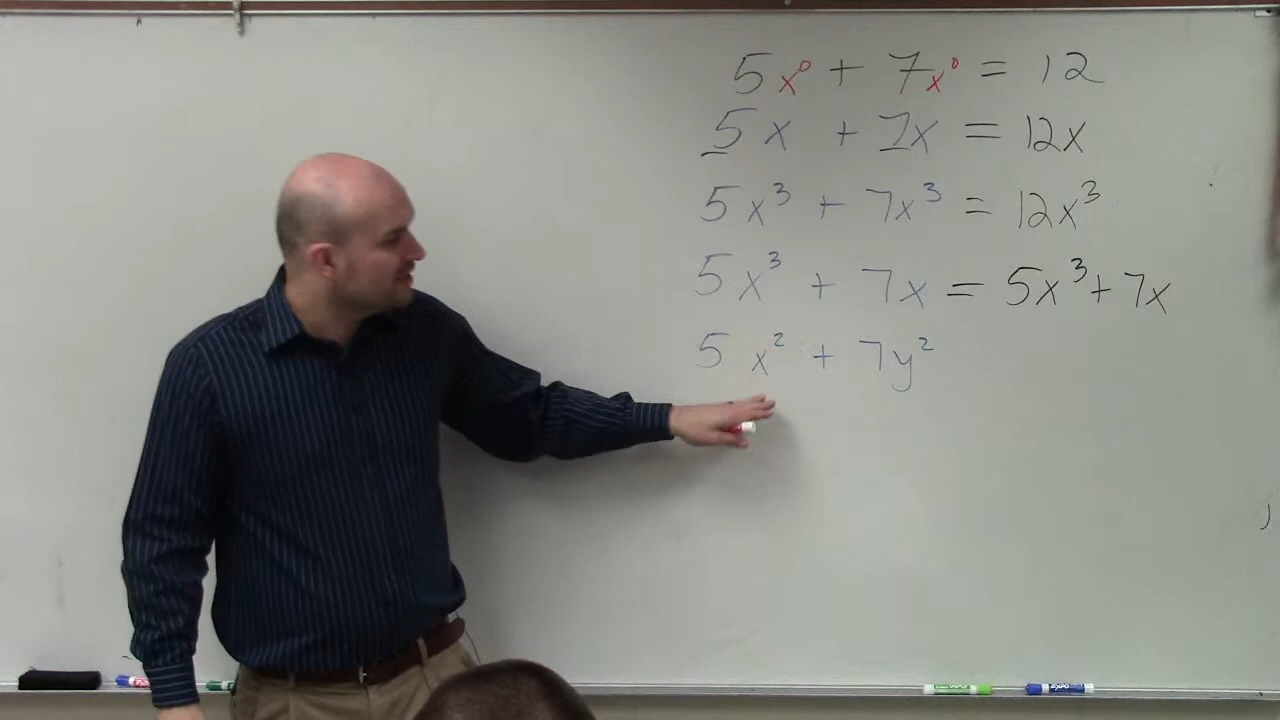 5x⁰ + 7x⁰ = 12
5x + 7x = 12x
5x³ + 7x³ = 12x³
5x³ + 7x = 5x³ + 7x
5x² + 7y²